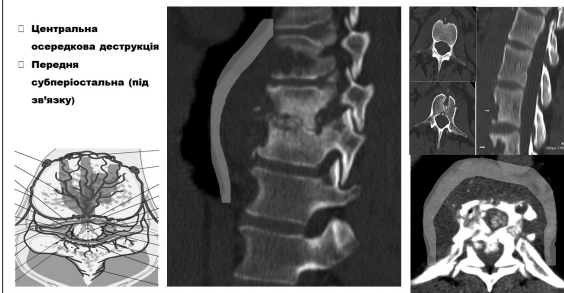 Центральна
осередкова деструкція
Передня
субперіостальна (під
зв'язку)